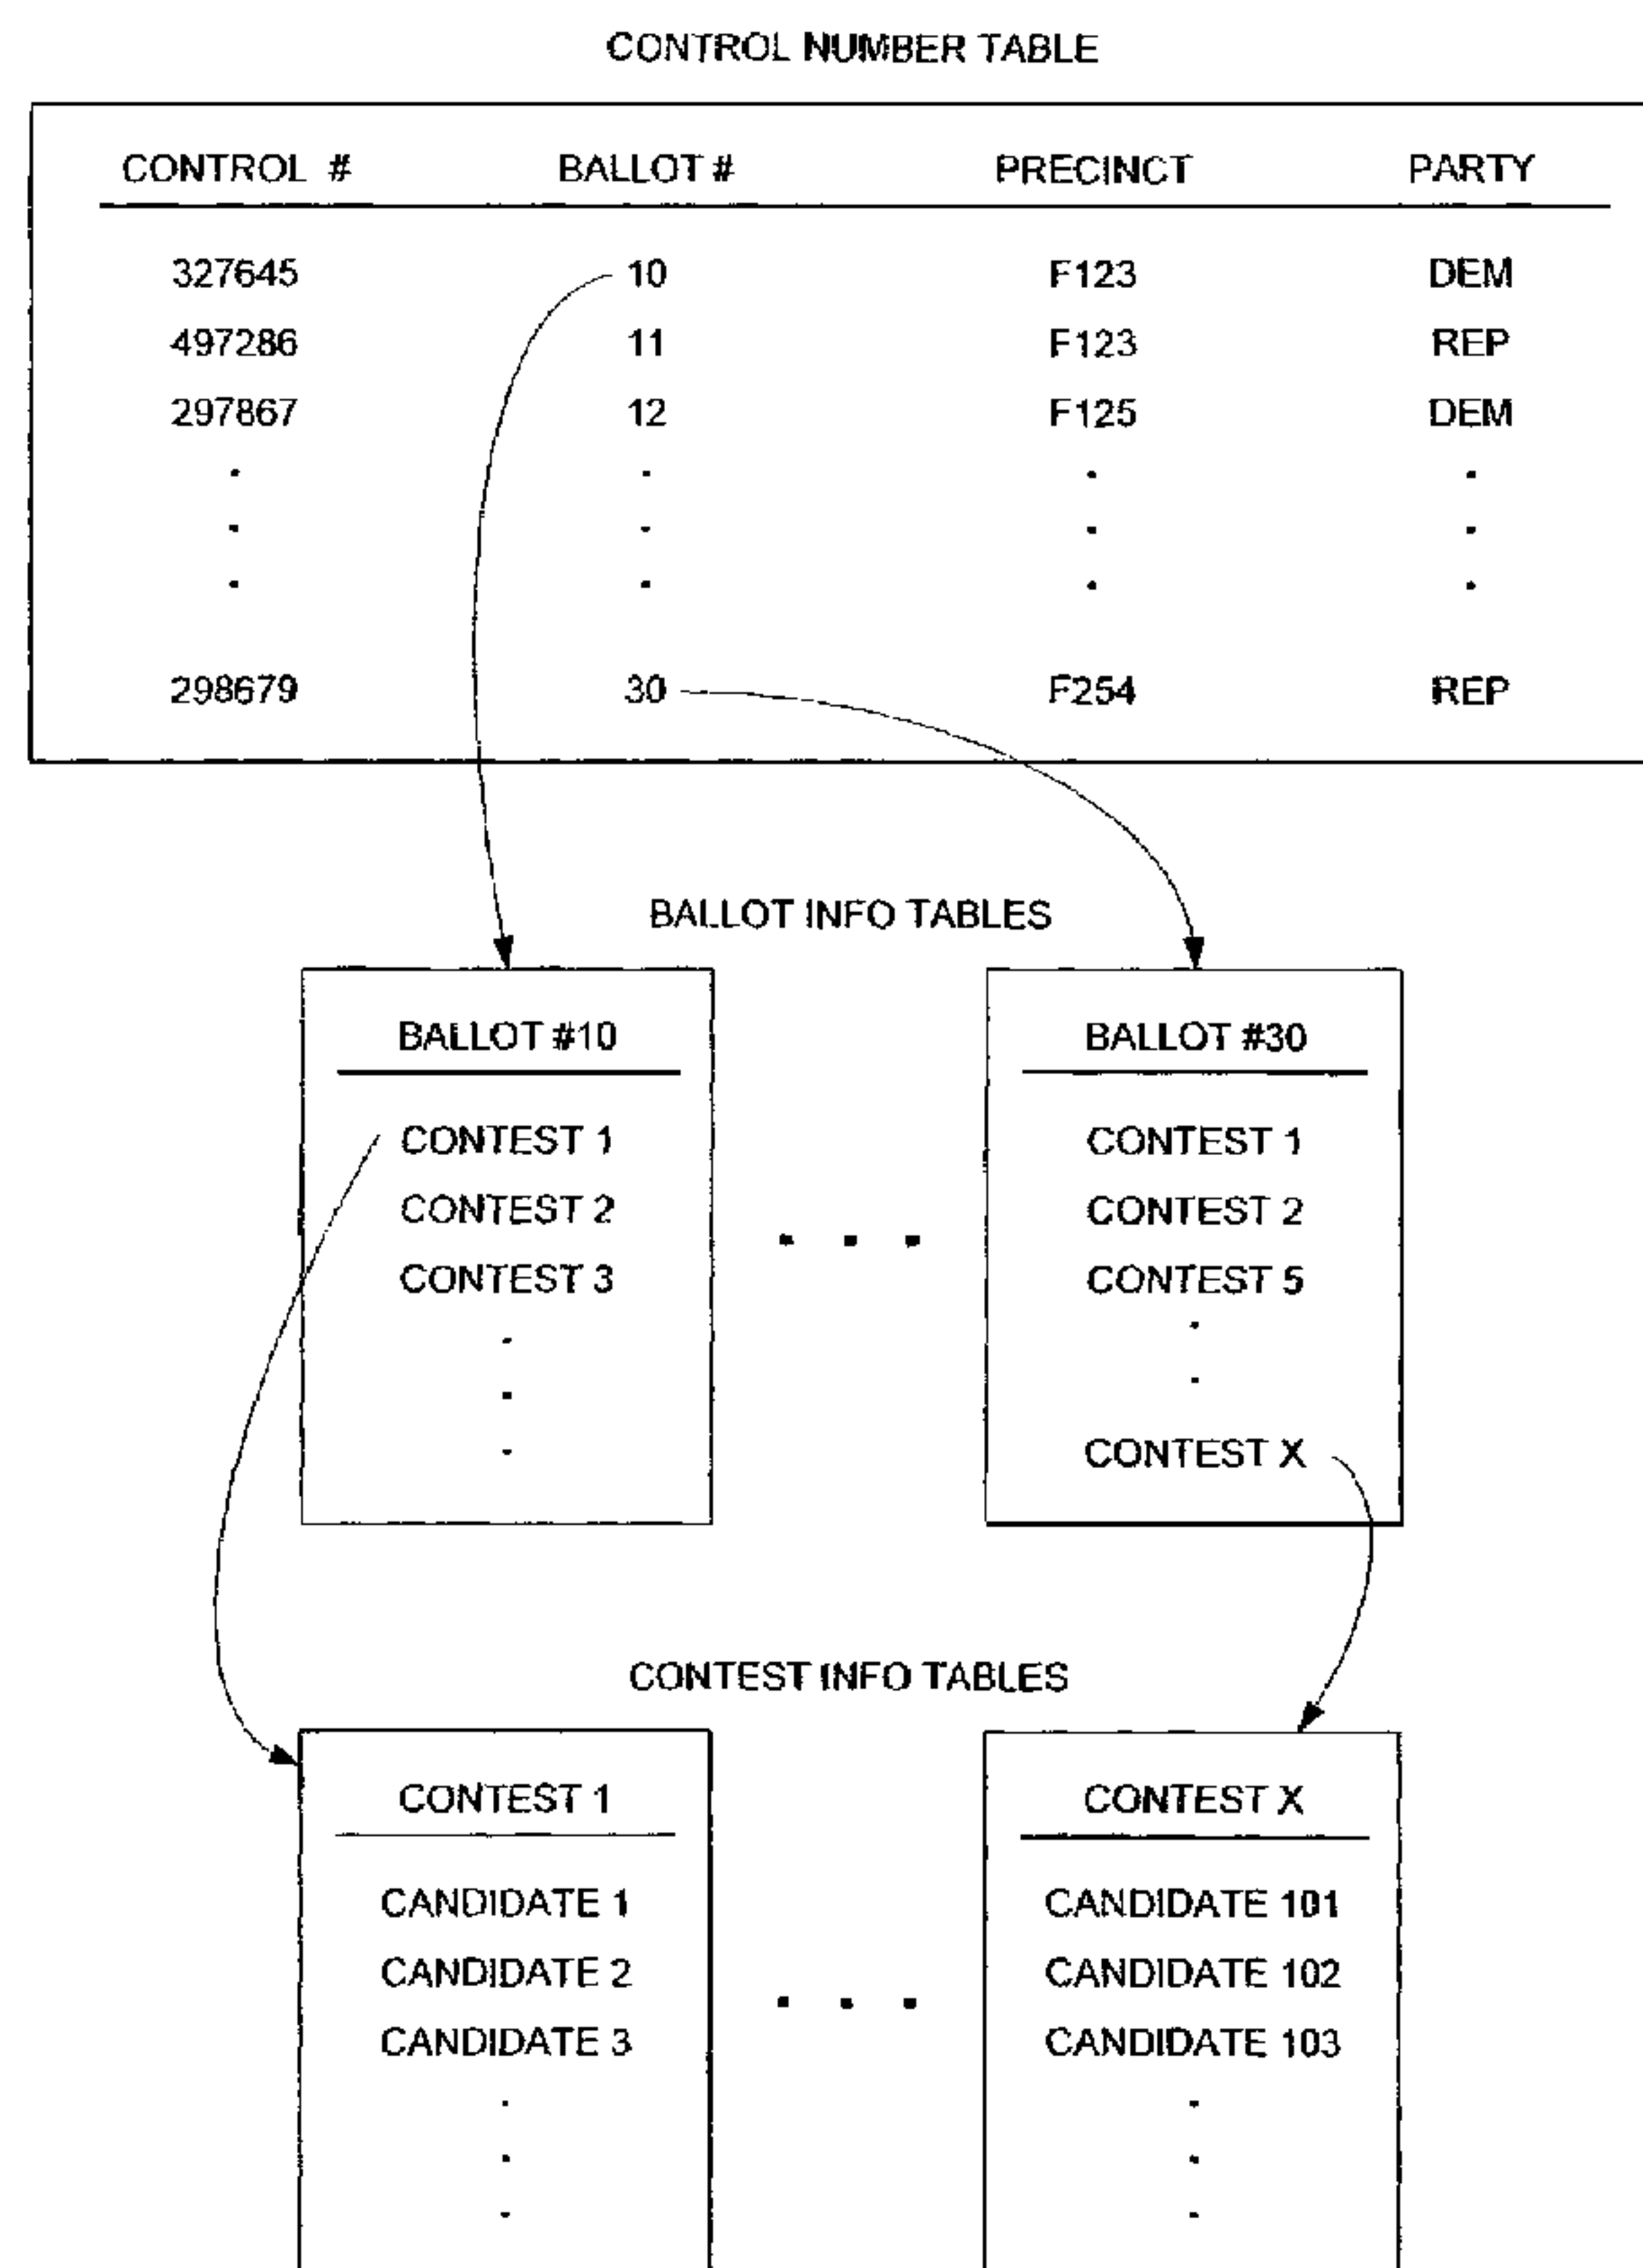 CONTROL NUMBER TABLE
CONTROL # BALLOT # PRECINCT PARTY
327645 10 F123 DEM
497286 11 F123 REP
297867 12 F125 DEM
. . . .
. . . .
. . . .
298679 30 F254 REP
BALLOT INFO TABLES
BALLOT #10
CONTEST 1
CONTEST 2
CONTEST 3
.
.
.
. . .
BALLOT #30
CONTEST 1
CONTEST 2
CONTEST 5
.
.
CONTEST X
CONTEST INFO TABLES
CONTEST 1
CANDIDATE 1
CANDIDATE 2
CANDIDATE 3
.
.
.
. . .
CONTEST X
CANDIDATE 101
CANDIDATE 102
CANDIDATE 103
.
.
.